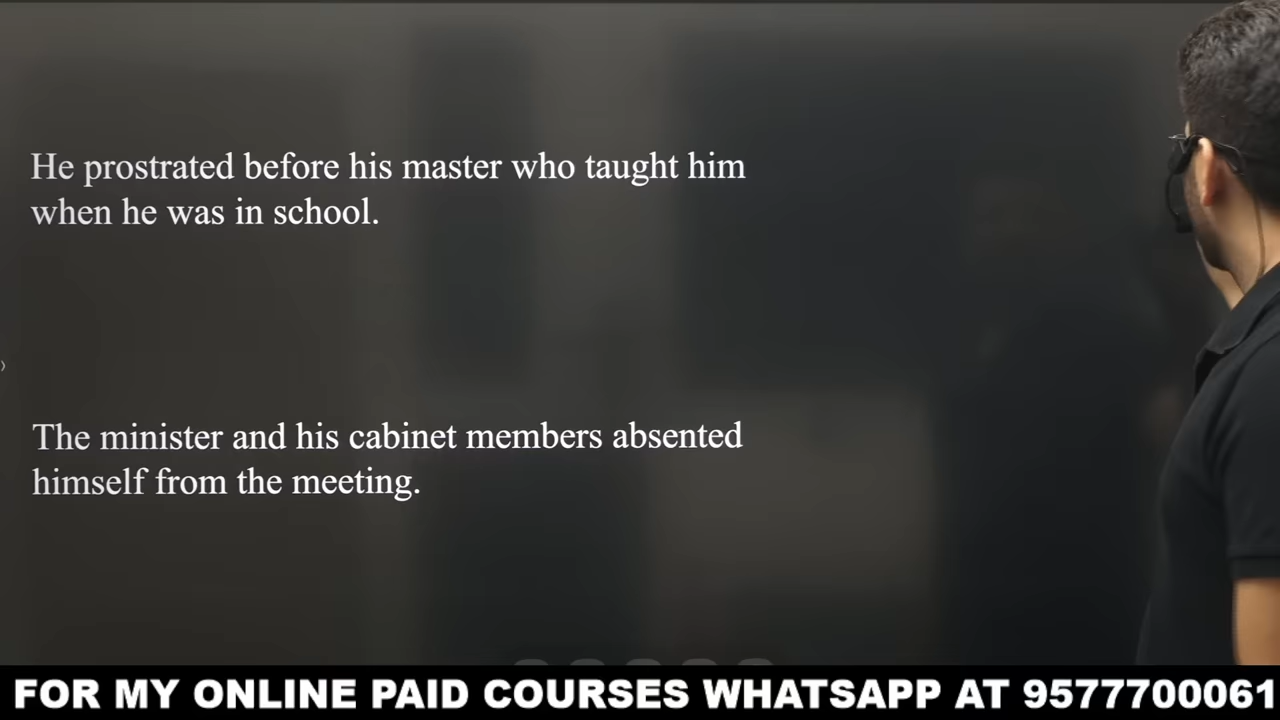 He prostrated before his master who taught him
when he was in school.
The minister and his cabinet members absented
himself from the meeting.
FOR MY ONLINE PAID COURSES WHATSAPP AT 9577700061